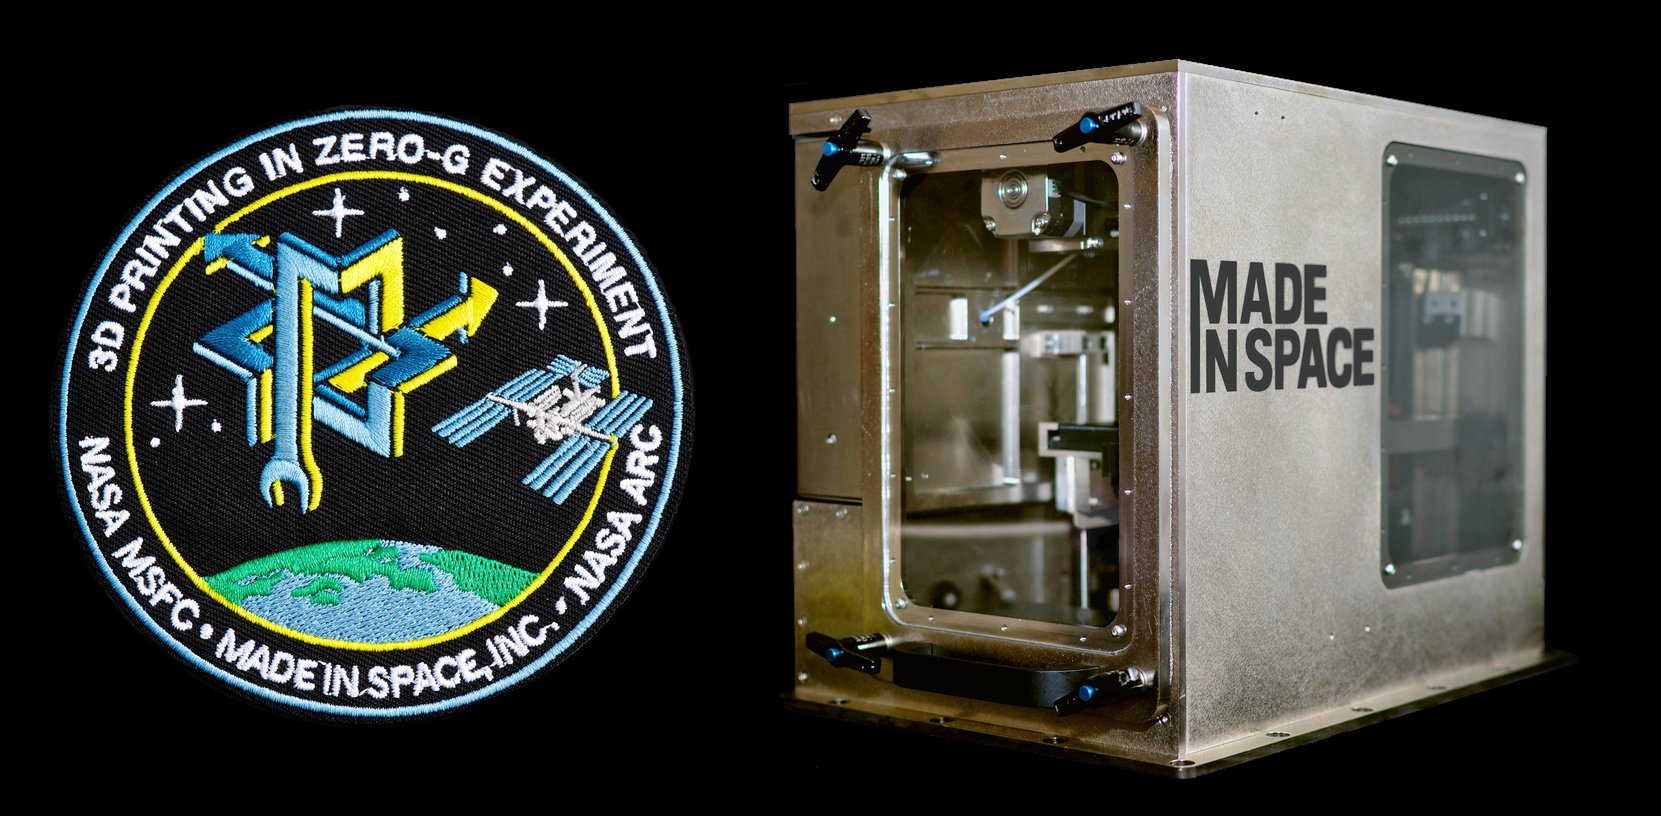 3D PRINTING IN ZERO-G EXPERIMENT
NASA MSFC • MADE IN SPACE, INC. • NASA ARC
MADE
IN SPACE